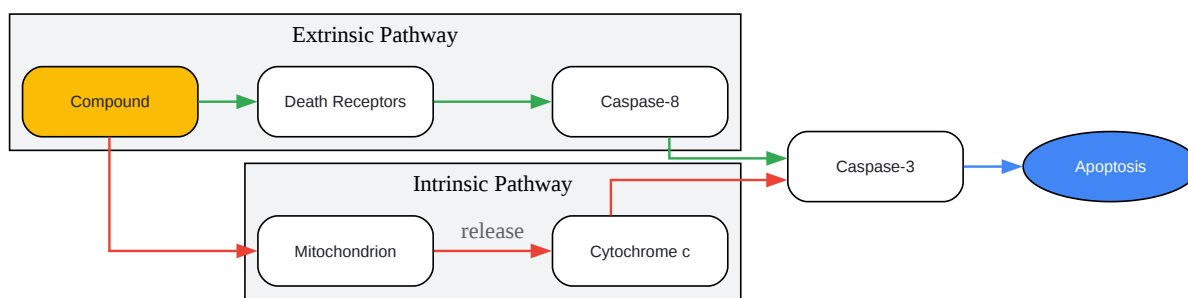 Extrinsic Pathway
Compound
Death Receptors
Caspase-8
Caspase-3
Apoptosis
Intrinsic Pathway
Mitochondrion
release
Cytochrome c